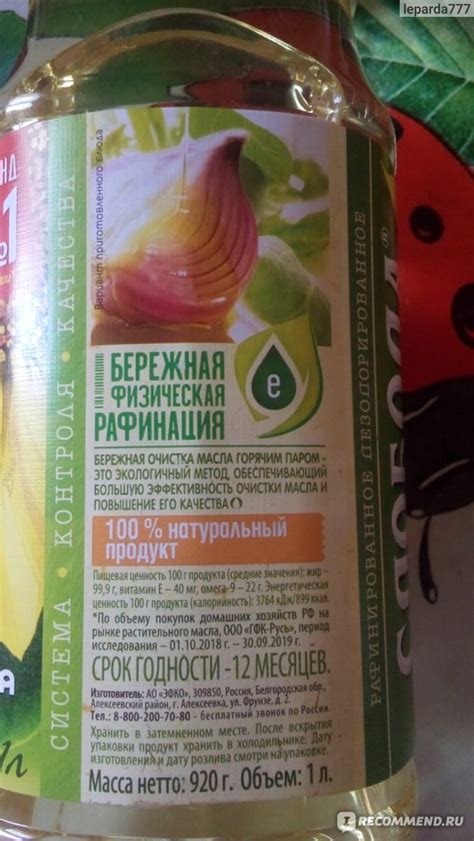 leparda777
СИСТЕМА · КОНТРОЛЯ · КАЧЕСТВА
Вариант приготовленного блюда
БЕРЕЖНАЯ
ФИЗИЧЕСКАЯ
РАФИНАЦИЯ
e
БЕРЕЖНАЯ ОЧИСТКА МАСЛА ГОРЯЧИМ ПАРОМ -
ЭТО ЭКОЛОГИЧНЫЙ МЕТОД, ОБЕСПЕЧИВАЮЩИЙ
БОЛЬШУЮ ЭФФЕКТИВНОСТЬ ОЧИСТКИ МАСЛА И
ПОВЫШЕНИЕ ЕГО КАЧЕСТВА
100 % натуральный
продукт
Пищевая ценность 100 г продукта (средние значения): жир –
99,9 г, витамин Е – 40 мг, омега-9 – 22 г. Энергетическая
ценность 100 г продукта (калорийность): 3764 кДж/899 ккал.
*По объему покупок домашних хозяйств РФ на
рынке растительного масла, ООО «ГФК-Русь», период
исследования – 01.10.2018 г. – 30.09.2019 г.
СРОК ГОДНОСТИ -12 МЕСЯЦЕВ.
Изготовитель: АО «ЭФКО», 309850, Россия, Белгородская обл.,
Алексеевский район, г. Алексеевка, ул. Фрунзе, д. 2.
Тел.: 8-800-200-70-80 – бесплатный звонок по России.
Хранить в затемненном месте. После вскрытия
упаковки продукт хранить в холодильнике. Дату
изготовления и дату розлива смотри на упаковке.
Масса нетто: 920 г. Объем: 1 л.
РАФИНИРОВАННОЕ ДЕЗОДОРИРОВАННОЕ
СЛОБОДА®
1л
I RECOMMEND.RU